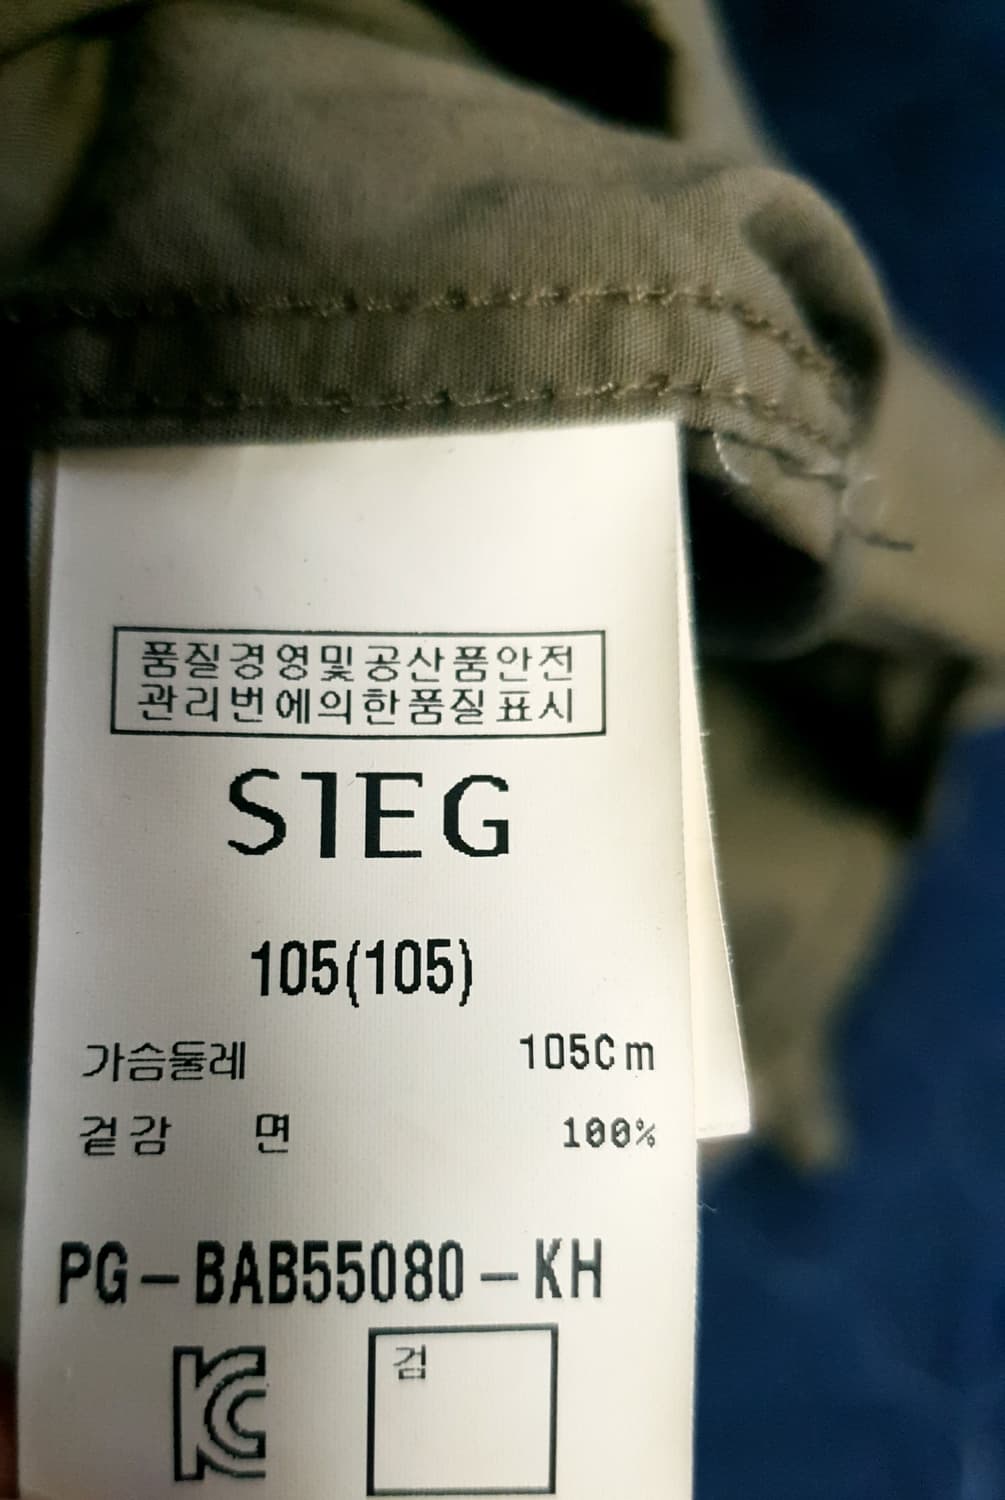 품질경영및공산품안전
관리번에의한품질표시
SIEG
105(105)
가슴둘레 105Cm
겉감 면 100%
PG-BAB55080-KH
KC
검